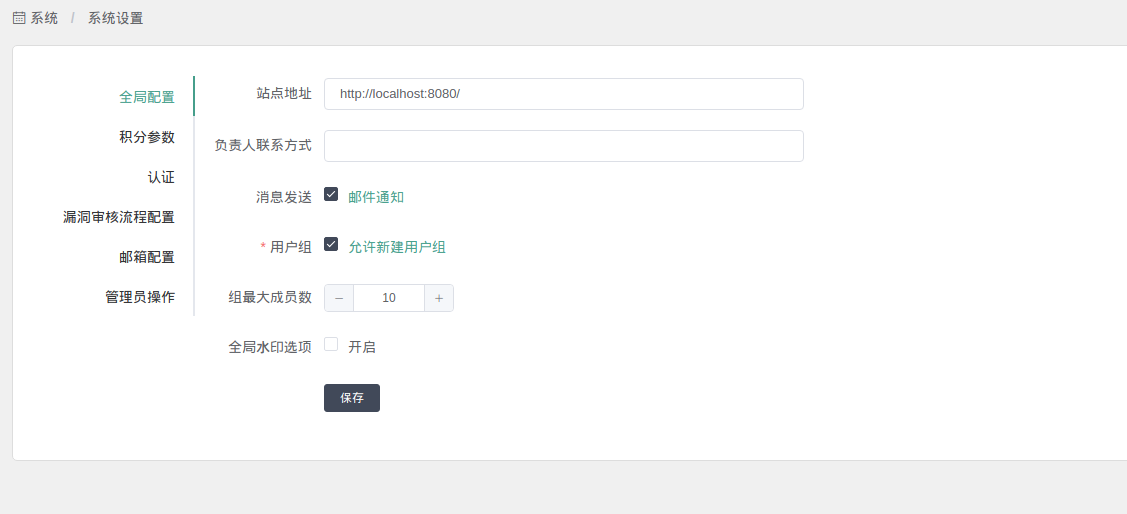 系统 / 系统设置
全局配置
积分参数
认证
漏洞审核流程配置
邮箱配置
管理员操作
站点地址 http://localhost:8080/
负责人联系方式
消息发送 邮件通知
* 用户组 允许新建用户组
组最大成员数 − 10 +
全局水印选项 开启
保存